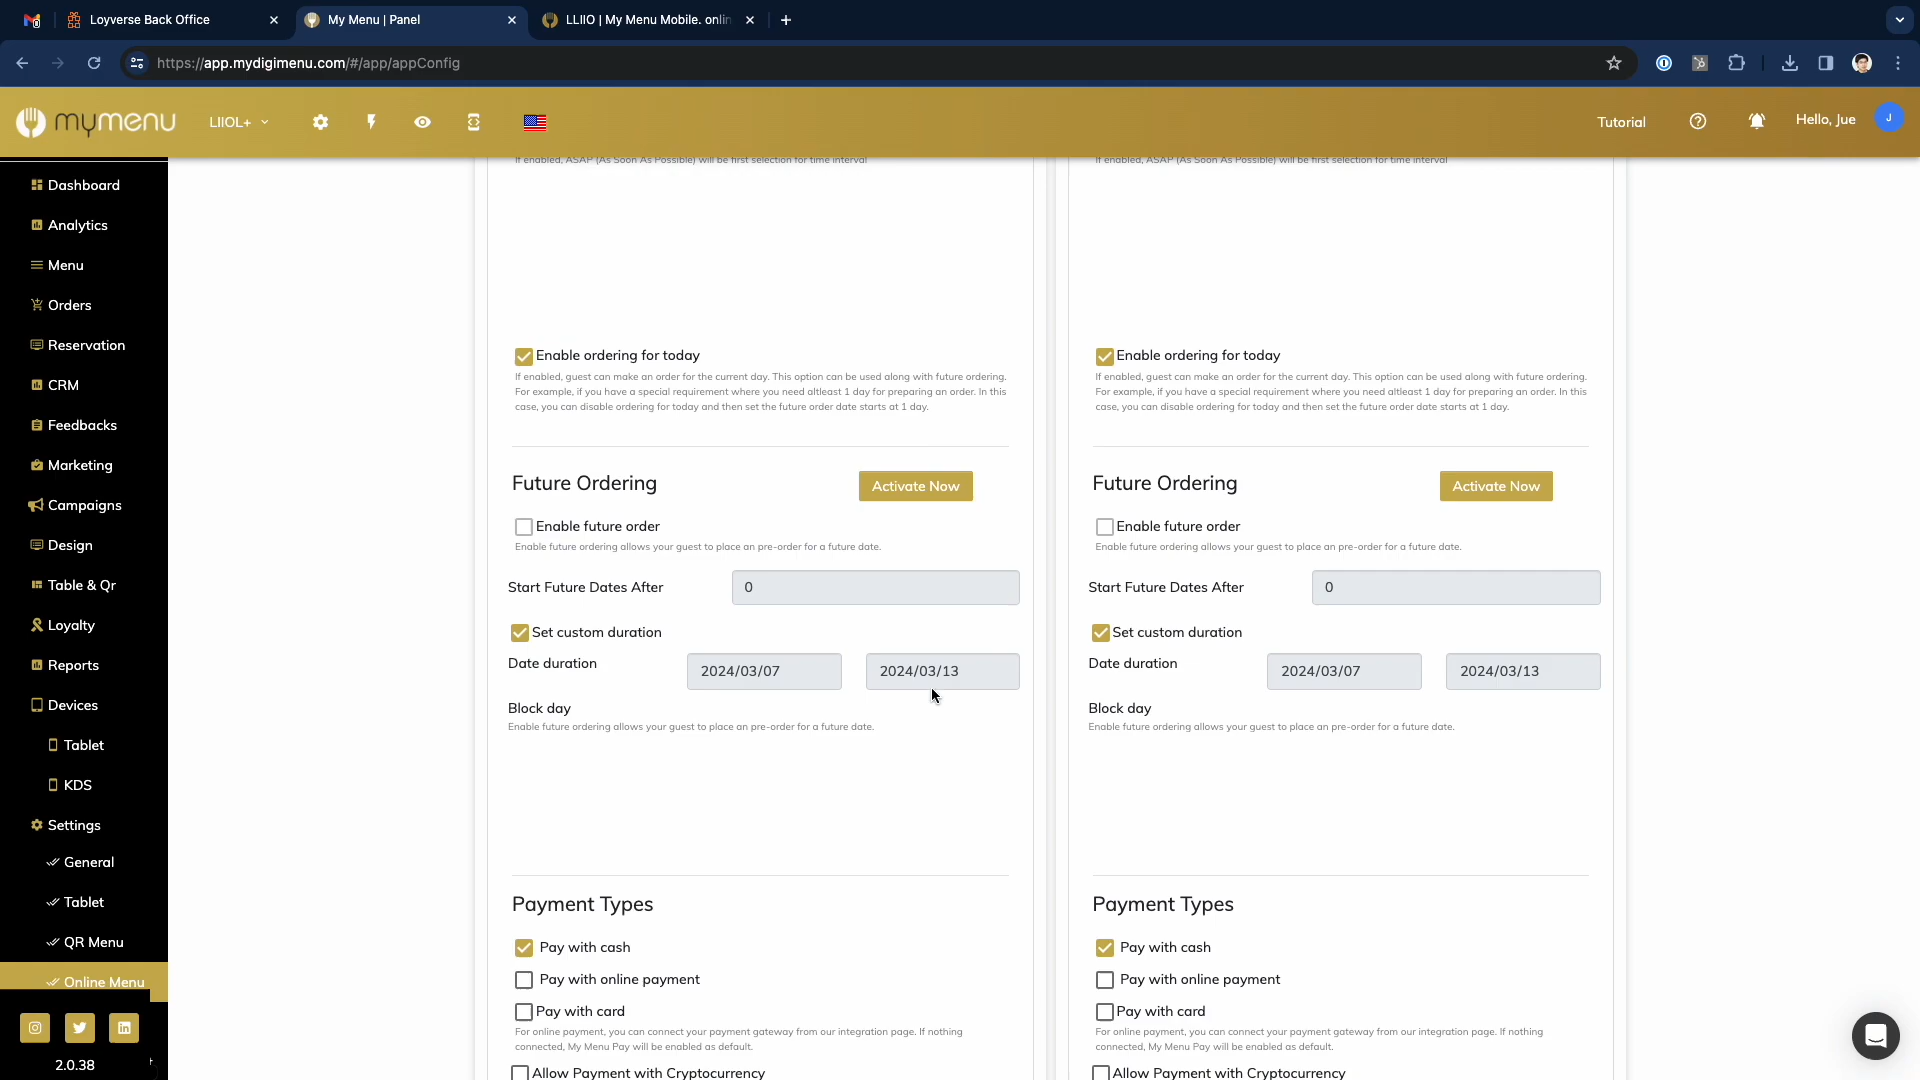 Loyverse Back Office
My Menu | Panel
LLIIO | My Menu Mobile. onlin
https://app.mydigimenu.com/#/app/appConfig
mymenu
LIIOL+
Tutorial
Hello, Jue
J
Dashboard
Analytics
Menu
Orders
Reservation
CRM
Feedbacks
Marketing
Campaigns
Design
Table & Qr
Loyalty
Reports
Devices
Tablet
KDS
Settings
General
Tablet
QR Menu
Online Menu
2.0.38
If enabled, ASAP (As Soon As Possible) will be first selection for time interval
Enable ordering for today
If enabled, guest can make an order for the current day. This option can be used along with future ordering.
For example, if you have a special requirement where you need altleast 1 day for preparing an order. In this
case, you can disable ordering for today and then set the future order date starts at 1 day.
Future Ordering
Activate Now
Enable future order
Enable future ordering allows your guest to place an pre-order for a future date.
Start Future Dates After
0
Set custom duration
Date duration
2024/03/07
2024/03/13
Block day
Enable future ordering allows your guest to place an pre-order for a future date.
Payment Types
Pay with cash
Pay with online payment
Pay with card
For online payment, you can connect your payment gateway from our integration page. If nothing
connected, My Menu Pay will be enabled as default.
Allow Payment with Cryptocurrency
If enabled, ASAP (As Soon As Possible) will be first selection for time interval
Enable ordering for today
If enabled, guest can make an order for the current day. This option can be used along with future ordering.
For example, if you have a special requirement where you need altleast 1 day for preparing an order. In this
case, you can disable ordering for today and then set the future order date starts at 1 day.
Future Ordering
Activate Now
Enable future order
Enable future ordering allows your guest to place an pre-order for a future date.
Start Future Dates After
0
Set custom duration
Date duration
2024/03/07
2024/03/13
Block day
Enable future ordering allows your guest to place an pre-order for a future date.
Payment Types
Pay with cash
Pay with online payment
Pay with card
For online payment, you can connect your payment gateway from our integration page. If nothing
connected, My Menu Pay will be enabled as default.
Allow Payment with Cryptocurrency